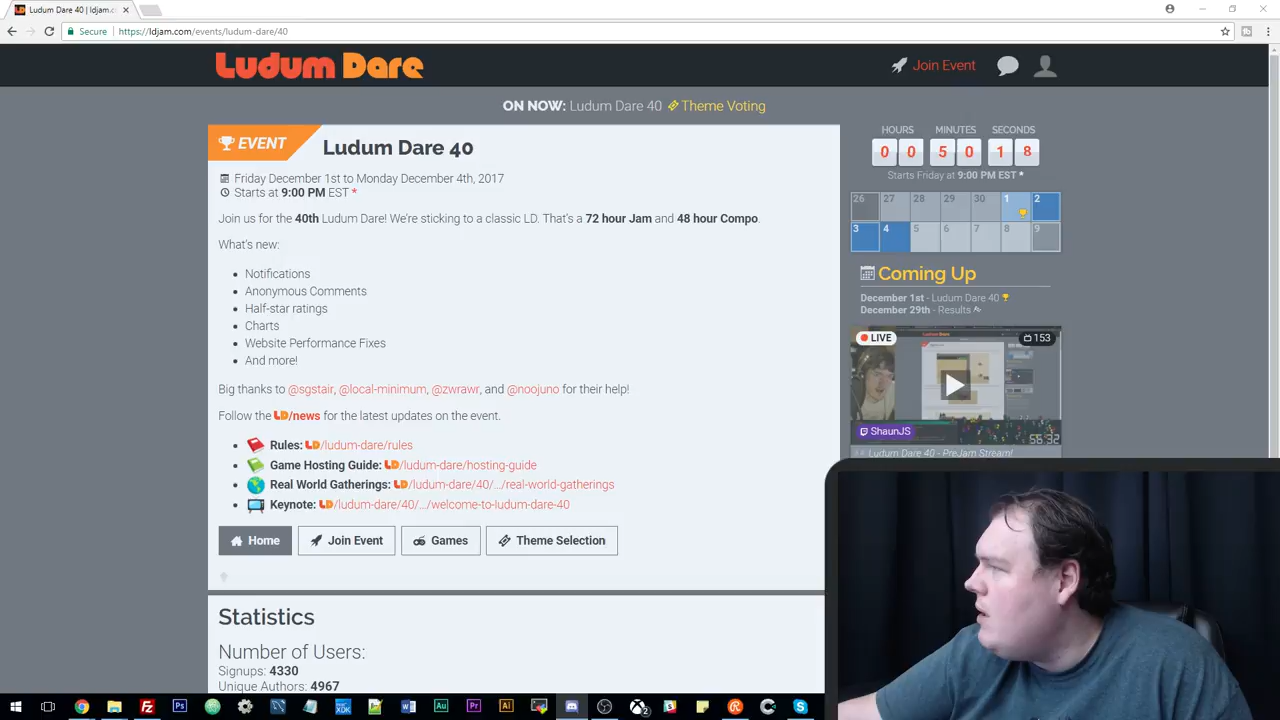 Ludum Dare 40 | ldjam.c
Secure
https://ldjam.com/events/ludum-dare/40
Ludum Dare
Join Event
ON NOW: Ludum Dare 40 Theme Voting
EVENT
Ludum Dare 40
Friday December 1st to Monday December 4th, 2017
Starts at 9:00 PM EST *
Join us for the 40th Ludum Dare! We're sticking to a classic LD. That's a 72 hour Jam and 48 hour Compo.
What's new:
Notifications
Anonymous Comments
Half-star ratings
Charts
Website Performance Fixes
And more!
Big thanks to @sgstair, @local-minimum, @zwrawr, and @noojuno for their help!
Follow the LD/news for the latest updates on the event.
Rules: LD/ludum-dare/rules
Game Hosting Guide: LD/ludum-dare/hosting-guide
Real World Gatherings: LD/ludum-dare/40/.../real-world-gatherings
Keynote: LD/ludum-dare/40/.../welcome-to-ludum-dare-40
Home
Join Event
Games
Theme Selection
Statistics
Number of Users:
Signups: 4330
Unique Authors: 4967
HOURS MINUTES SECONDS
0 0 5 0 1 8
Starts Friday at 9:00 PM EST *
26 27 28 29 30 1 2
3 4 5 6 7 8 9
Coming Up
December 1st - Ludum Dare 40
December 29th - Results
LIVE
153
ShaunJS
56:32
Ludum Dare 40 - PreJam Stream!